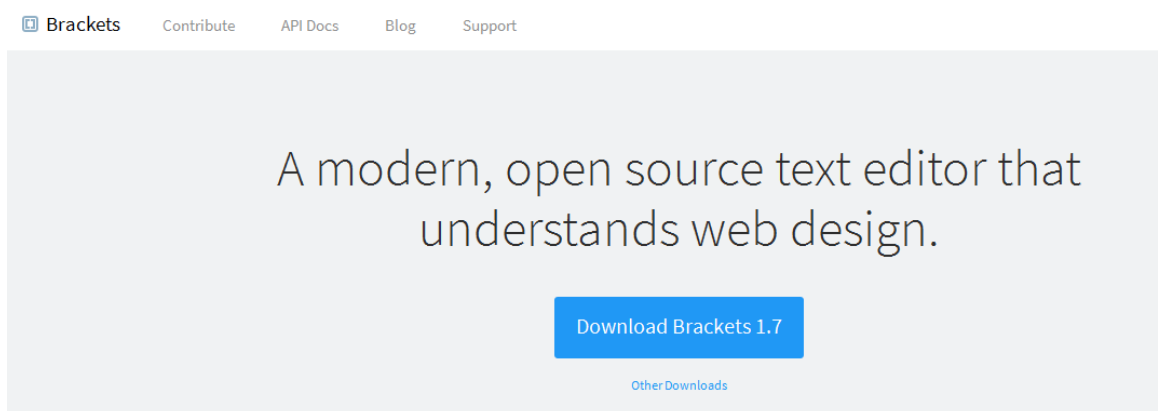 Brackets Contribute API Docs Blog Support
A modern, open source text editor that
understands web design.
Download Brackets 1.7
Other Downloads